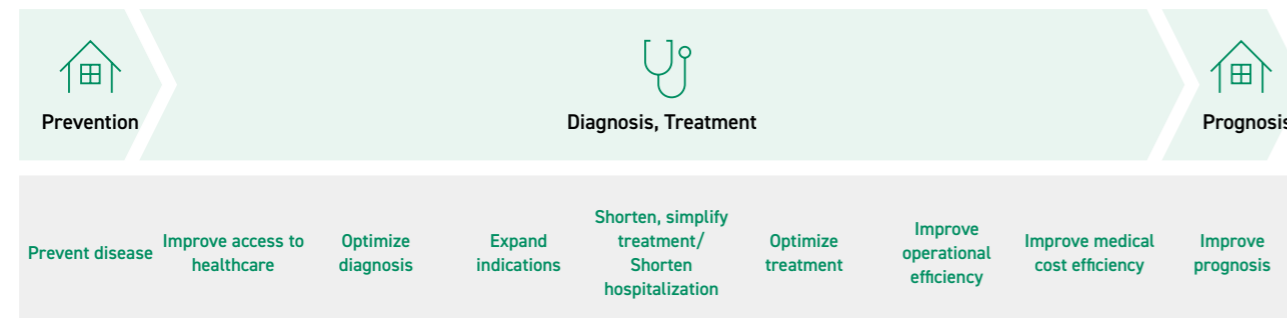 Prevention
Diagnosis, Treatment
Prognosis
Prevent disease
Improve access to
healthcare
Optimize
diagnosis
Expand
indications
Shorten, simplify
treatment/
Shorten
hospitalization
Optimize
treatment
Improve
operational
efficiency
Improve medical
cost efficiency
Improve
prognosis